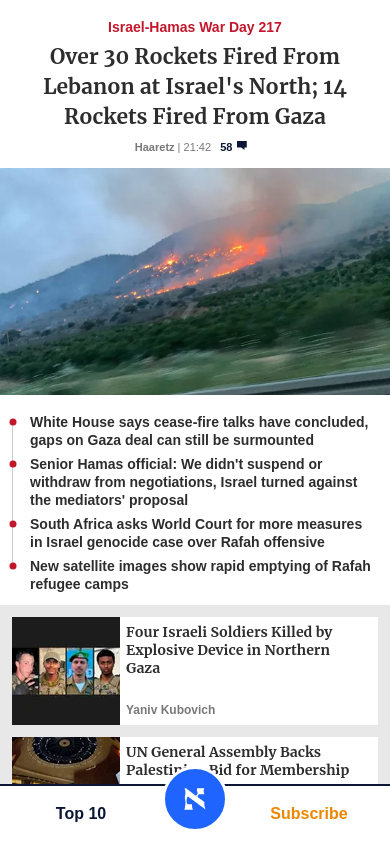 Israel-Hamas War Day 217
Over 30 Rockets Fired From
Lebanon at Israel's North; 14
Rockets Fired From Gaza
Haaretz | 21:42 58
White House says cease-fire talks have concluded,
gaps on Gaza deal can still be surmounted
Senior Hamas official: We didn't suspend or
withdraw from negotiations, Israel turned against
the mediators' proposal
South Africa asks World Court for more measures
in Israel genocide case over Rafah offensive
New satellite images show rapid emptying of Rafah
refugee camps
Four Israeli Soldiers Killed by
Explosive Device in Northern
Gaza
Yaniv Kubovich
UN General Assembly Backs
Bid for Membership
Top 10
Subscribe